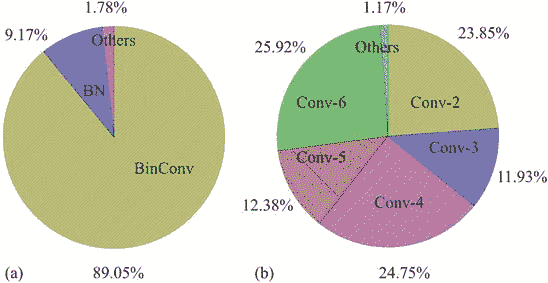 1.78%
9.17%
Others
BN
BinConv
(a)
89.05%
1.17%
25.92%
Others
23.85%
Conv-6
Conv-2
Conv-5
Conv-3
12.38%
Conv-4
11.93%
(b)
24.75%